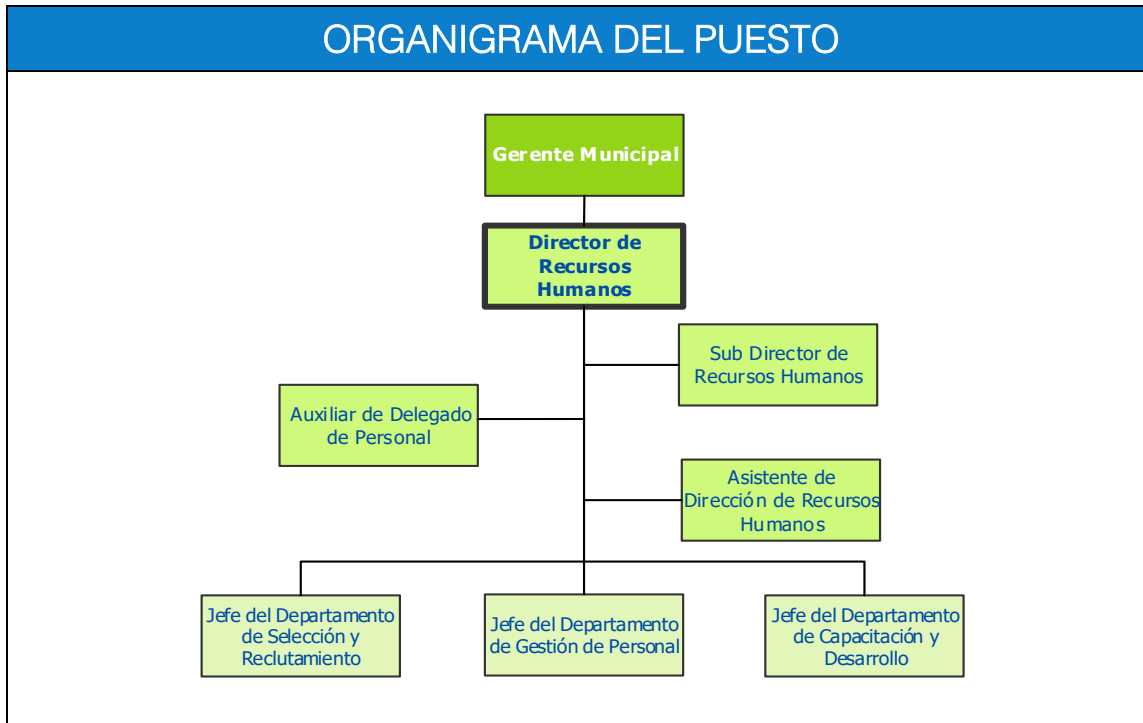 ORGANIGRAMA DEL PUESTO
Gerente Municipal
Director de
Recursos
Humanos
Sub Director de
Recursos Humanos
Auxiliar de Delegado
de Personal
Asistente de
Dirección de Recursos
Humanos
Jefe del Departamento
de Selección y
Reclutamiento
Jefe del Departamento
de Gestión de Personal
Jefe del Departamento
de Capacitación y
Desarrollo